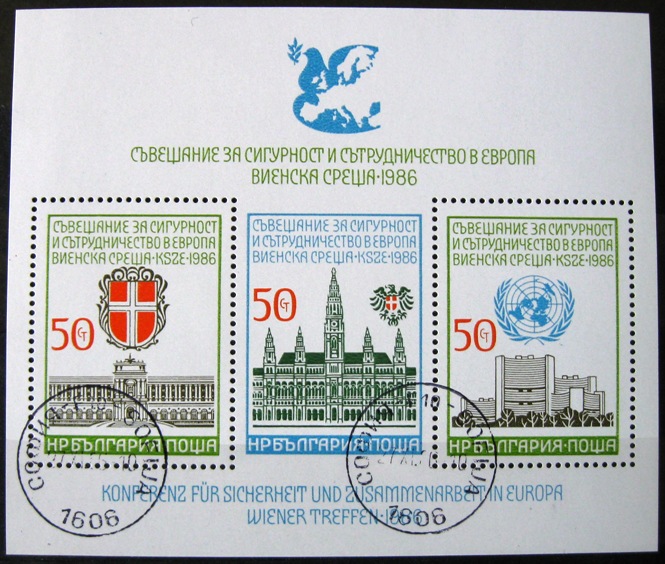 СЪВЕЩАНИЕ ЗА СИГУРНОСТ И СЪТРУДНИЧЕСТВО В ЕВРОПА
ВИЕНСКА СРЕЩА·1986
СЪВЕЩАНИЕ ЗА СИГУРНОСТ
И СЪТРУДНИЧЕСТВО В ЕВРОПА
ВИЕНСКА СРЕЩА·KSZE·1986
50 СТ
НРБЪЛГАРИЯ·ПОЩА
СЪВЕЩАНИЕ ЗА СИГУРНОСТ
И СЪТРУДНИЧЕСТВО В ЕВРОПА
ВИЕНСКА СРЕЩА·KSZE·1986
50 СТ
НРБЪЛГАРИЯ·ПОЩА
СЪВЕЩАНИЕ ЗА СИГУРНОСТ
И СЪТРУДНИЧЕСТВО В ЕВРОПА
ВИЕНСКА СРЕЩА·KSZE·1986
50 СТ
НРБЪЛГАРИЯ·ПОЩА
KONFERENZ FÜR SICHERHEIT UND ZUSAMMENARBEIT IN EUROPA
WIENER TREFFEN·1986
СОФИЯ
1606
1606